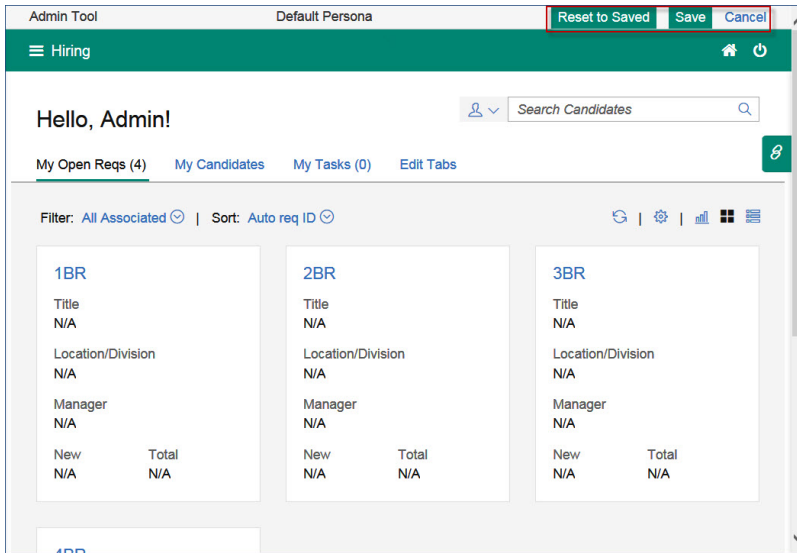 Admin Tool Default Persona Reset to Saved Save Cancel
Hiring
Hello, Admin!
Search Candidates
My Open Reqs (4) My Candidates My Tasks (0) Edit Tabs
Filter: All Associated | Sort: Auto req ID | |
1BR 2BR 3BR
Title Title Title
N/A N/A N/A
Location/Division Location/Division Location/Division
N/A N/A N/A
Manager Manager Manager
N/A N/A N/A
New Total New Total New Total
N/A N/A N/A N/A N/A N/A
4BR